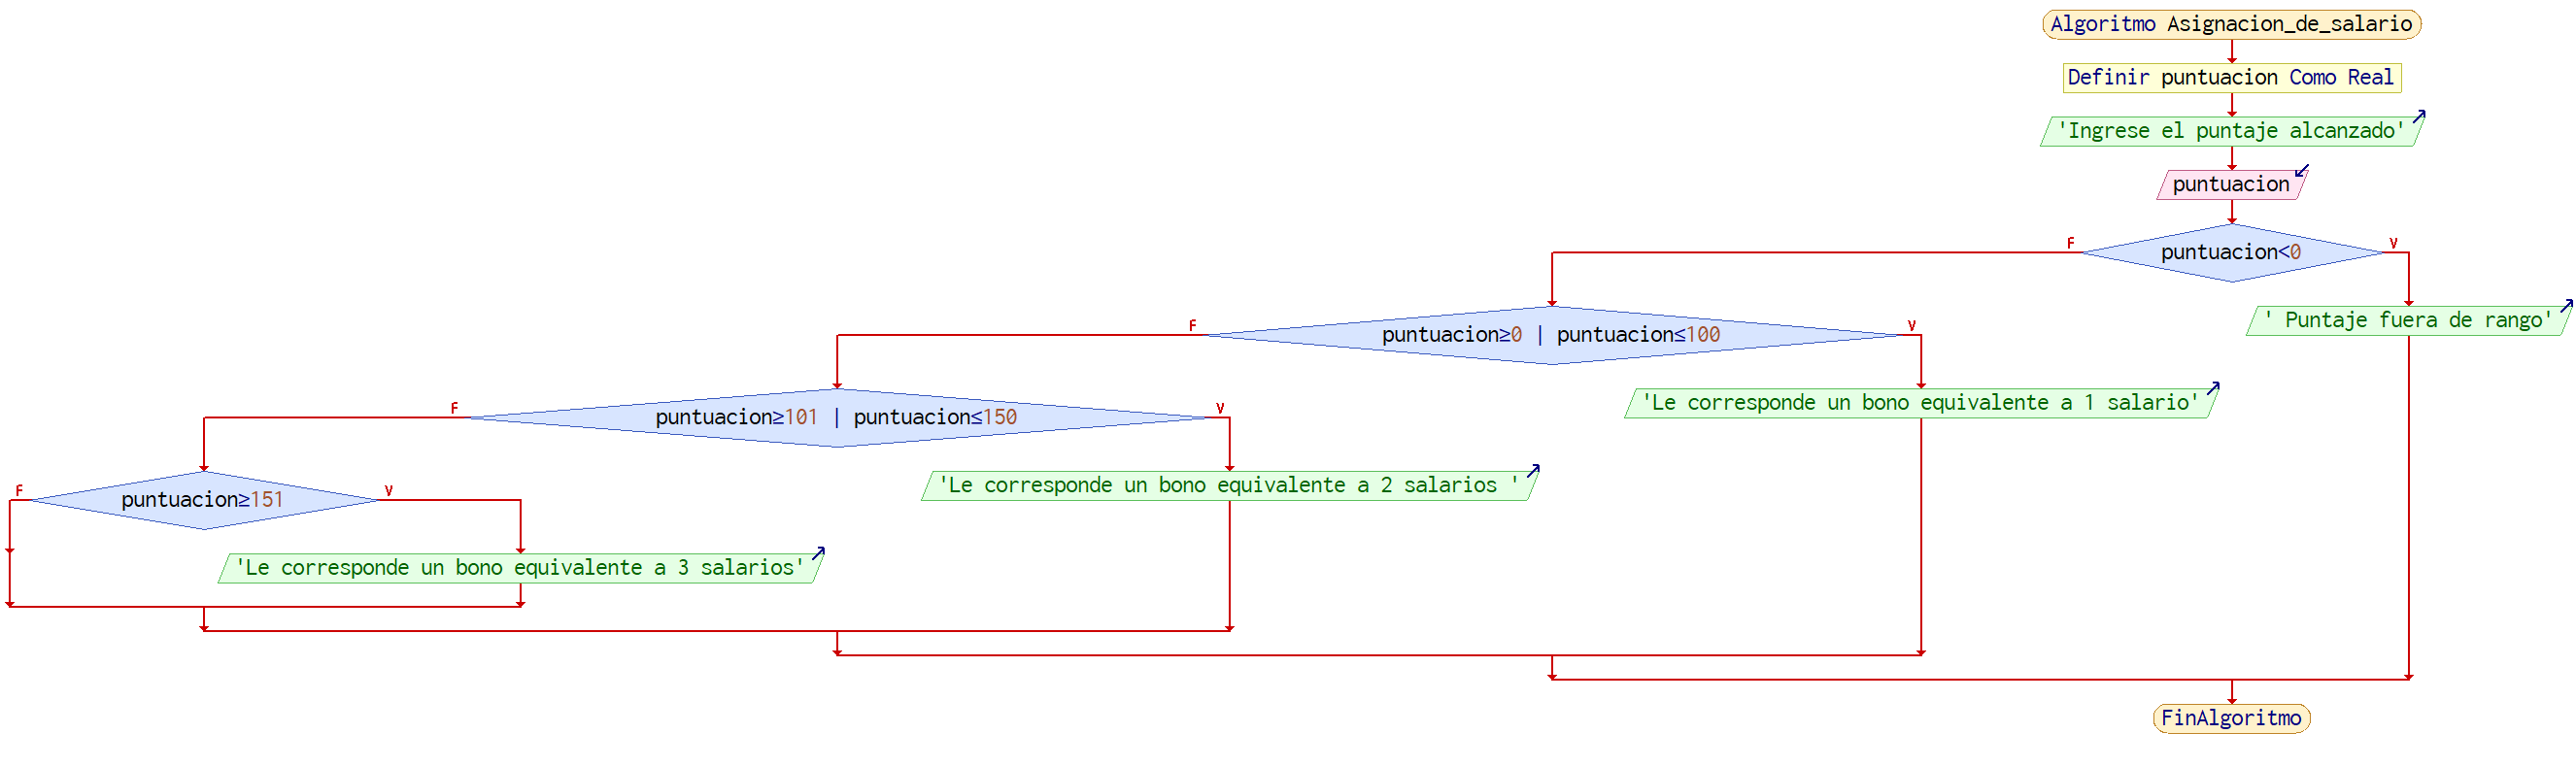 Algoritmo Asignacion_de_salario
Definir puntuacion Como Real
'Ingrese el puntaje alcanzado'
puntuacion
F
puntuacion<0
V
' Puntaje fuera de rango'
F
puntuacion≥0 | puntuacion≤100
V
'Le corresponde un bono equivalente a 1 salario'
F
puntuacion≥101 | puntuacion≤150
V
'Le corresponde un bono equivalente a 2 salarios '
F
puntuacion≥151
V
'Le corresponde un bono equivalente a 3 salarios'
FinAlgoritmo